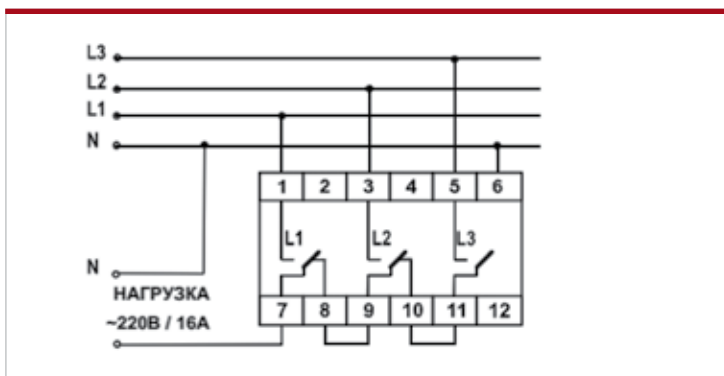 L3
L2
L1
N
1 2 3 4 5 6
L1 L2 L3
N
НАГРУЗКА
~220В / 16А
7 8 9 10 11 12